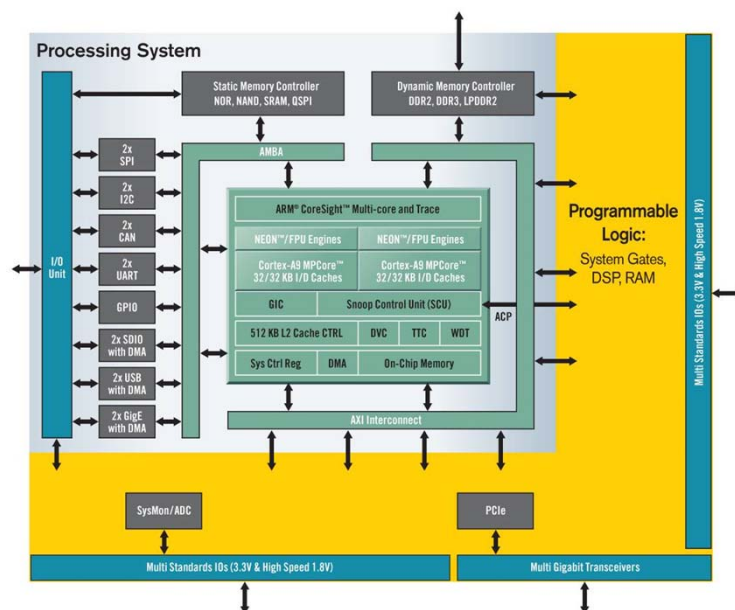 Processing System
Static Memory Controller
NOR, NAND, SRAM, QSPI
Dynamic Memory Controller
DDR2, DDR3, LPDDR2
AMBA
2x
SPI
2x
I2C
2x
CAN
2x
UART
GPIO
2x SDIO
with DMA
2x USB
with DMA
2x GigE
with DMA
I/O
Unit
ARM® CoreSight™ Multi-core and Trace
NEON™/FPU Engines
NEON™/FPU Engines
Cortex-A9 MPCore™
32/32 KB I/D Caches
Cortex-A9 MPCore™
32/32 KB I/D Caches
GIC
Snoop Control Unit (SCU)
512 KB L2 Cache CTRL
DVC
TTC
WDT
Sys Ctrl Reg
DMA
On-Chip Memory
ACP
AXI Interconnect
Programmable
Logic:
System Gates,
DSP, RAM
Multi Standards IOs (3.3V & High Speed 1.8V)
SysMon/ADC
PCIe
Multi Standards IOs (3.3V & High Speed 1.8V)
Multi Gigabit Transceivers